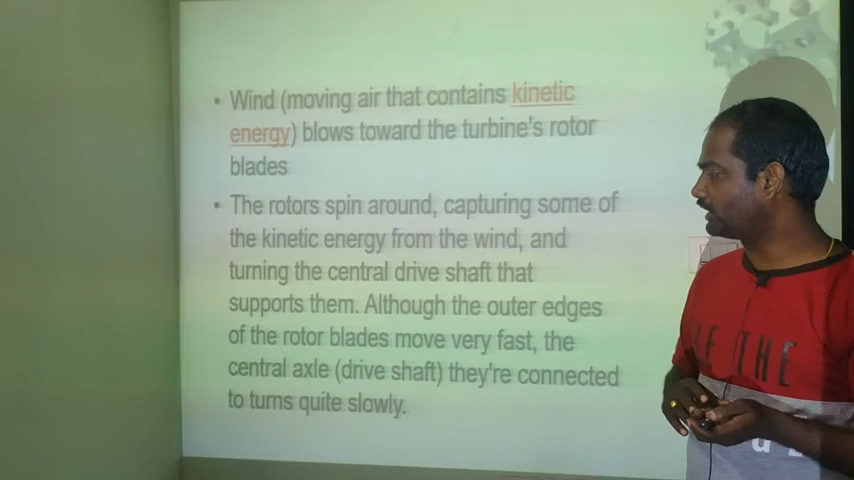 • Wind (moving air that contains kinetic
energy) blows toward the turbine's rotor
blades
• The rotors spin around, capturing some of
the kinetic energy from the wind, and
turning the central drive shaft that
supports them. Although the outer edges
of the rotor blades move very fast, the
central axle (drive shaft) they're connected
to turns quite slowly.
THE